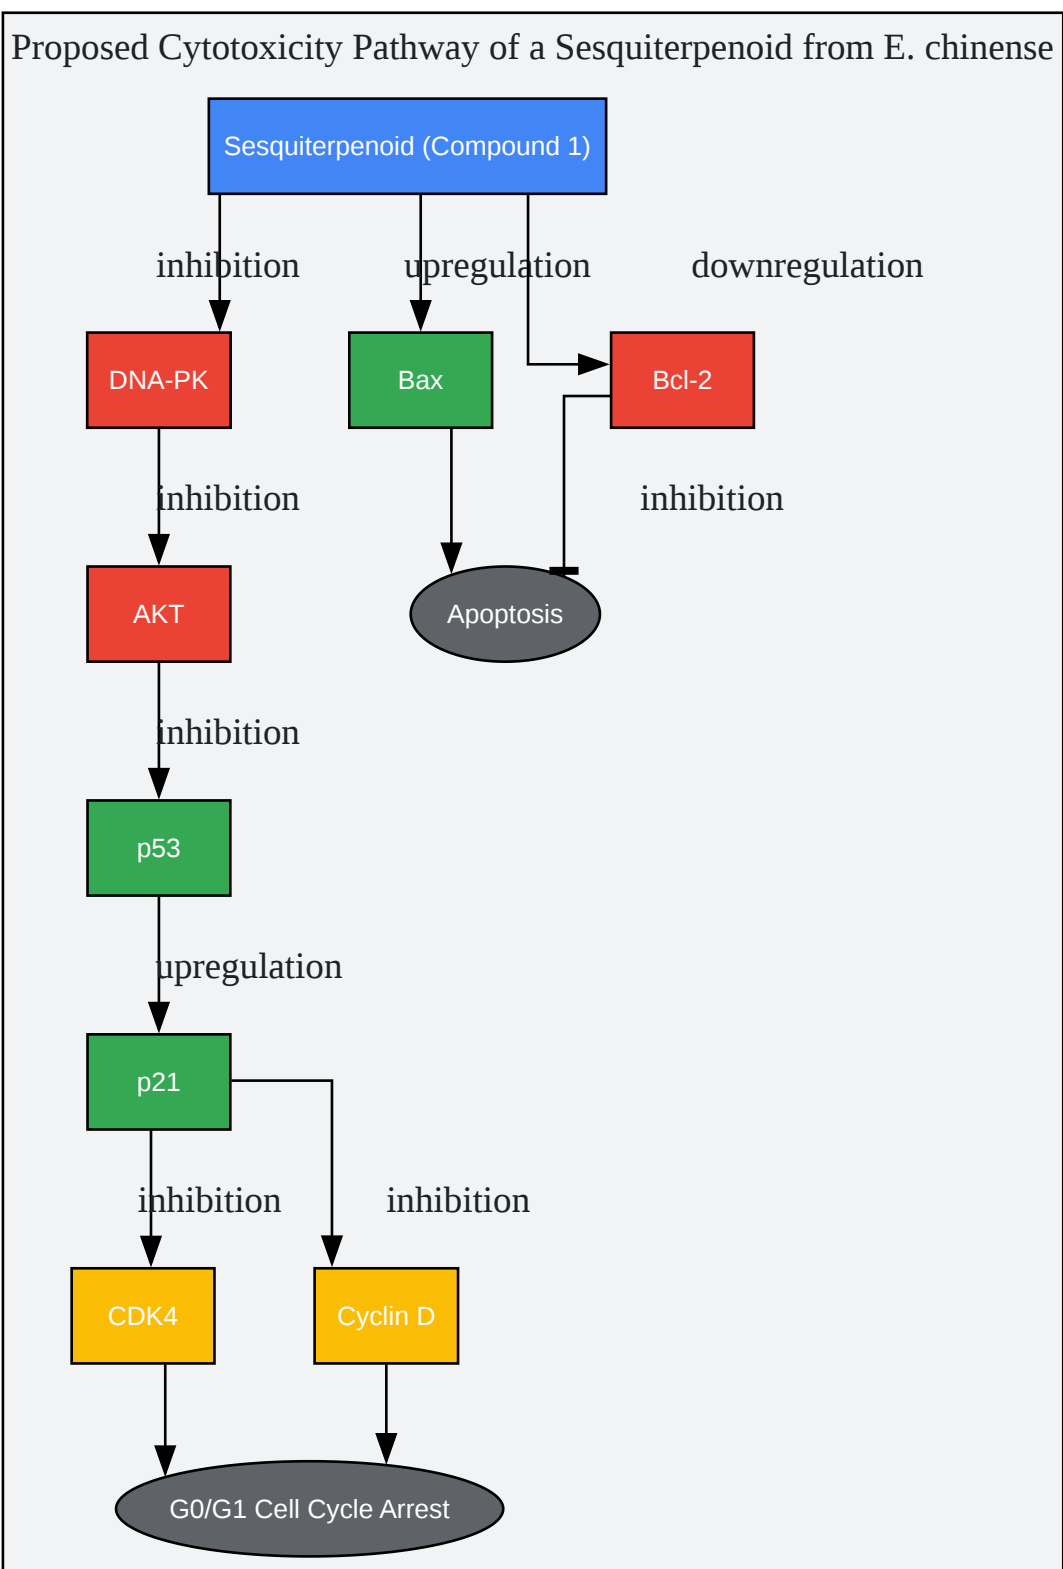 Proposed Cytotoxicity Pathway of a Sesquiterpenoid from E. chinense
Sesquiterpenoid (Compound 1)
inhibition
upregulation
downregulation
DNA-PK
Bax
Bcl-2
inhibition
inhibition
AKT
Apoptosis
inhibition
p53
upregulation
p21
inhibition
inhibition
CDK4
Cyclin D
G0/G1 Cell Cycle Arrest